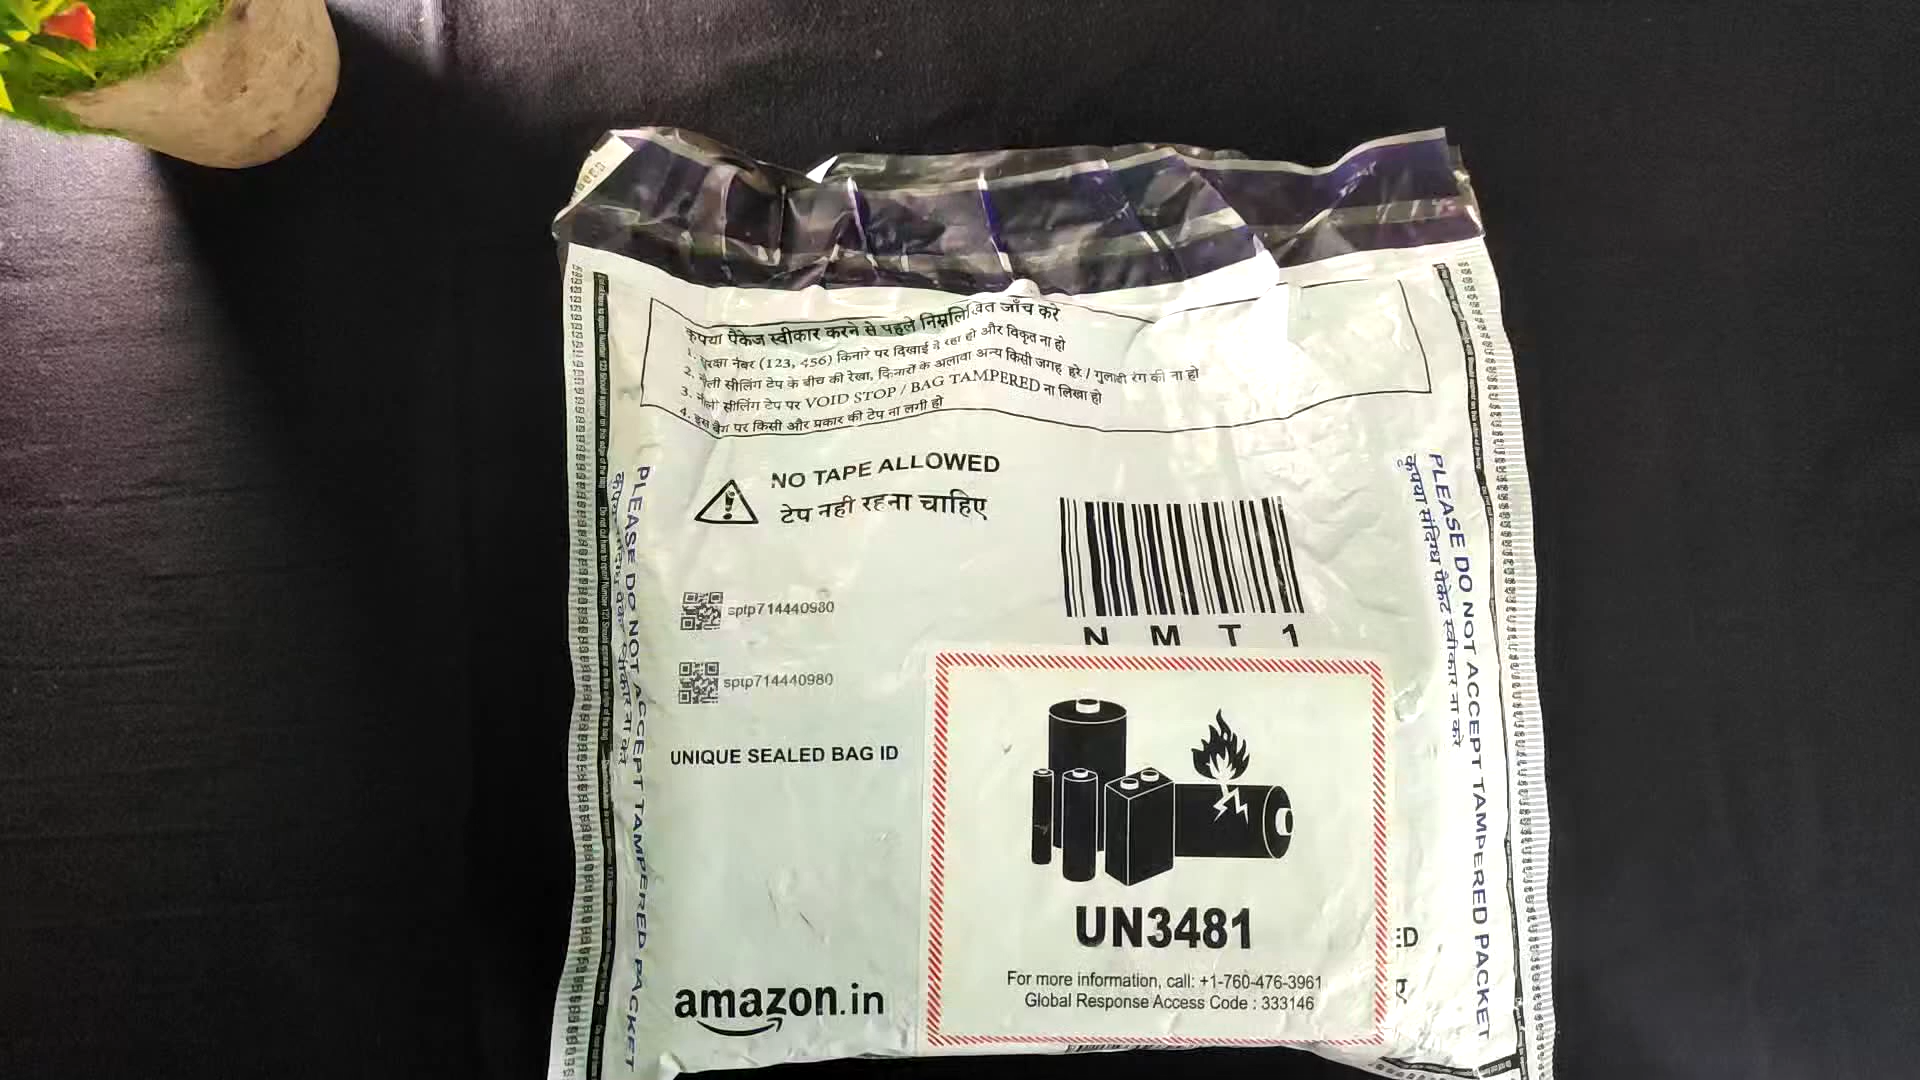 कृपया पैकेज स्वीकार करने से पहले निम्नलिखित जाँच करे
1. सुरक्षा नंबर (123, 456) किनारे पर दिखाई दे रहा हो और विकृत ना हो
2. नीली सीलिंग टेप के बीच की रेखा, किनारों के अलावा अन्य किसी जगह हरे / गुलाबी रंग की ना हो
3. नीली सीलिंग टेप पर VOID STOP / BAG TAMPERED ना लिखा हो
4. इस बैग पर किसी और प्रकार की टेप ना लगी हो
NO TAPE ALLOWED
टेप नही रहना चाहिए
NMT1
sptp714440980
sptp714440980
UNIQUE SEALED BAG ID
UN3481
For more information, call: +1-760-476-3961
Global Response Access Code : 333146
ED
amazon.in
PLEASE DO NOT ACCEPT TAMPERED PACKET
PLEASE DO NOT ACCEPT TAMPERED PACKET
कृपया संदिग्ध पैकेट स्वीकार ना करे